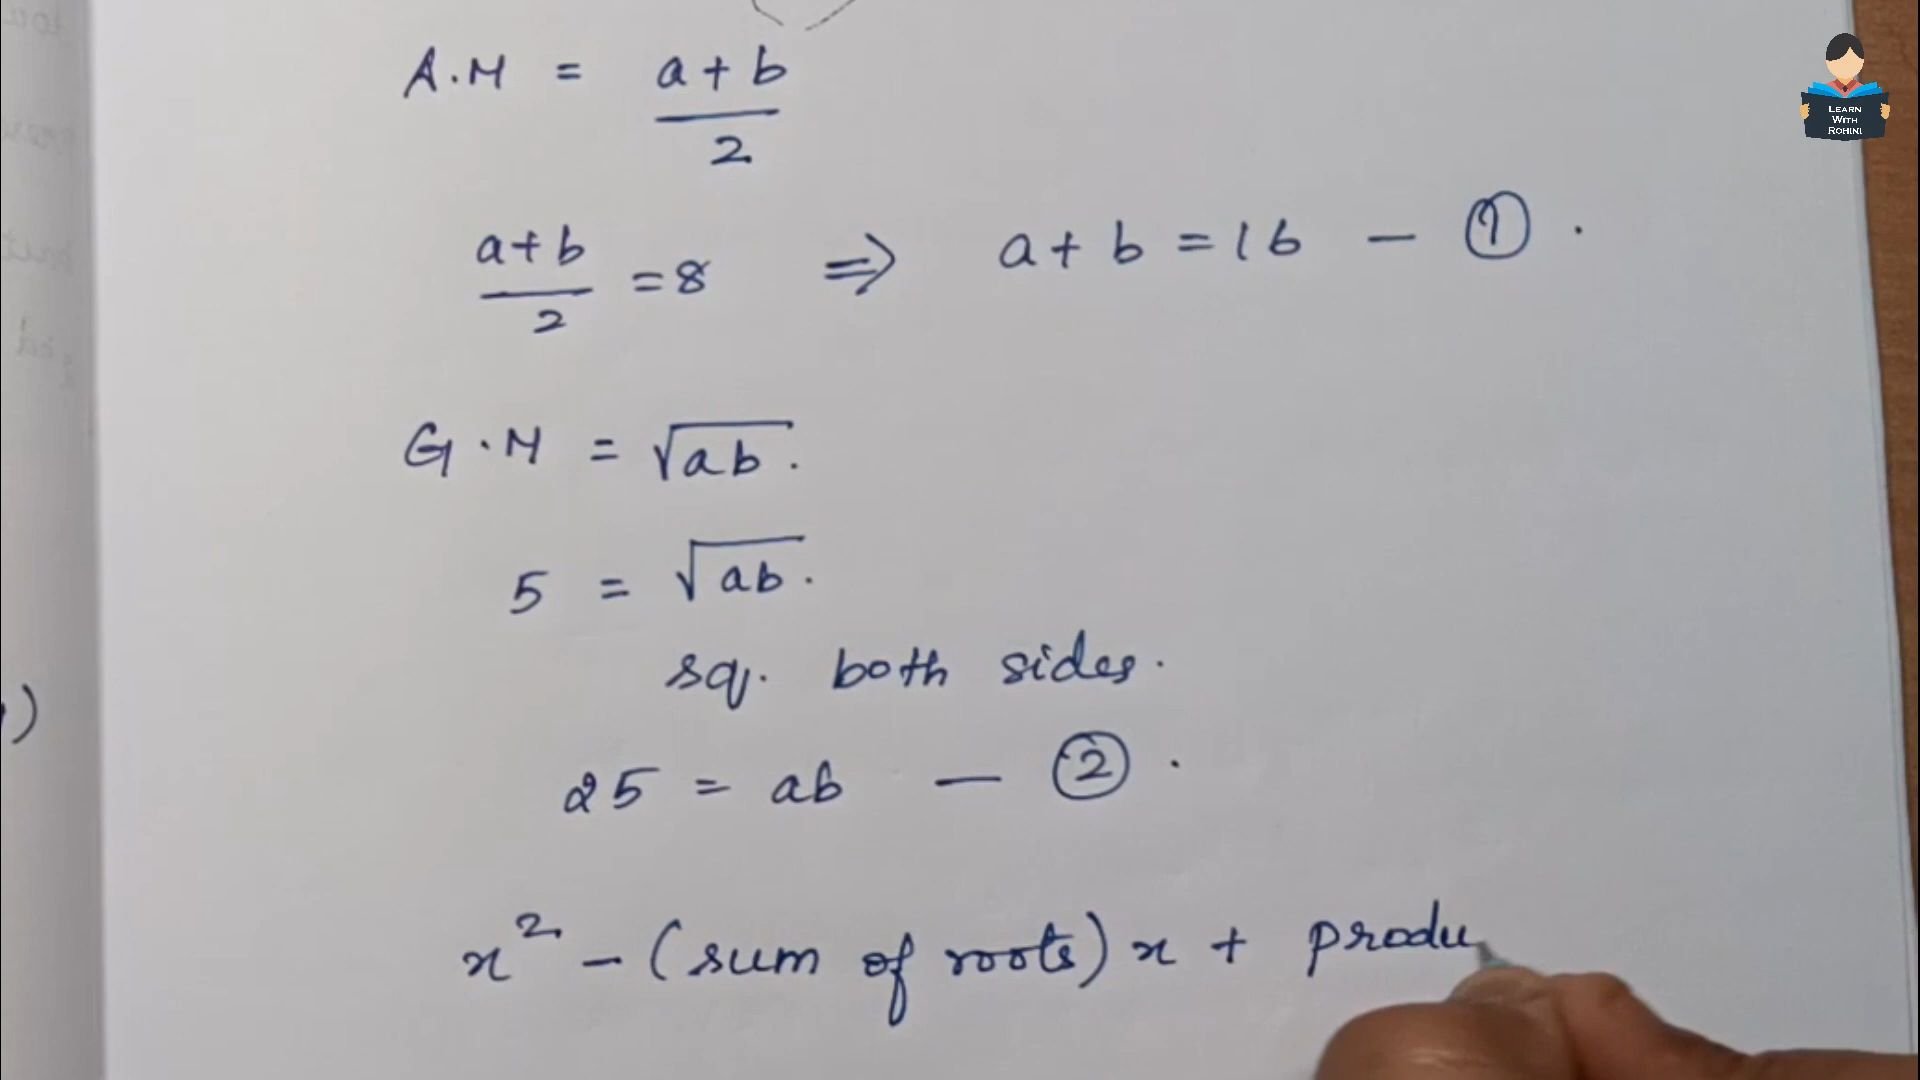 A.M = a+b/2
a+b/2 = 8 ⇒ a+b = 16 — ① .
G.M = √ab.
5 = √ab.
sq. both sides.
25 = ab — ② .
x² - (sum of roots) x + produ
LEARN
WITH
ROHINI